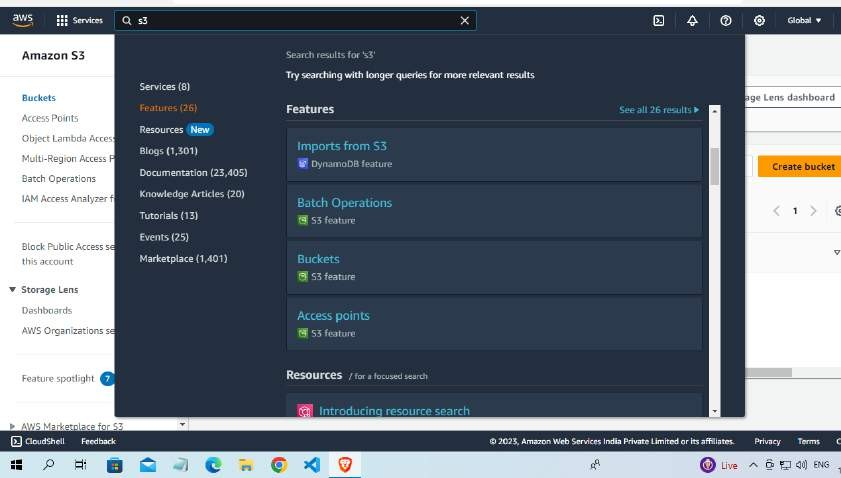 aws
Services
s3
Global
Amazon S3
Buckets
Access Points
Object Lambda Access
Multi-Region Access P
Batch Operations
IAM Access Analyzer f
Block Public Access se
this account
Storage Lens
Dashboards
AWS Organizations se
Feature spotlight 7
AWS Marketplace for S3
Services (8)
Features (26)
Resources New
Blogs (1,301)
Documentation (23,405)
Knowledge Articles (20)
Tutorials (13)
Events (25)
Marketplace (1,401)
Search results for 's3'
Try searching with longer queries for more relevant results
Features
See all 26 results
Imports from S3
DynamoDB feature
Batch Operations
S3 feature
Buckets
S3 feature
Access points
S3 feature
Resources / for a focused search
Introducing resource search
age Lens dashboard
Create bucket
1
CloudShell Feedback
© 2023, Amazon Web Services India Private Limited or its affiliates. Privacy Terms C
Live
ENG